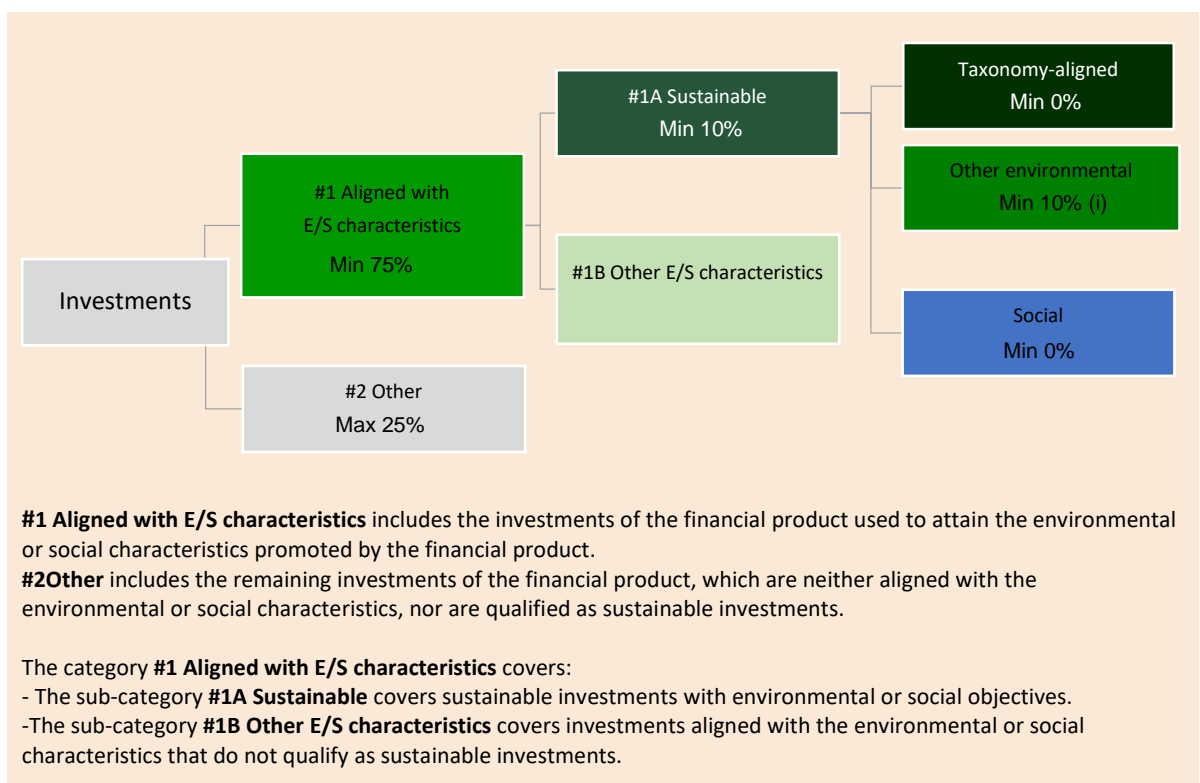 Taxonomy-aligned
Min 0%
#1A Sustainable
Min 10%
Other environmental
Min 10% (i)
#1 Aligned with
E/S characteristics
Min 75%
#1B Other E/S characteristics
Investments
Social
Min 0%
#2 Other
Max 25%
#1 Aligned with E/S characteristics includes the investments of the financial product used to attain the environmental
or social characteristics promoted by the financial product.
#2Other includes the remaining investments of the financial product, which are neither aligned with the
environmental or social characteristics, nor are qualified as sustainable investments.
The category #1 Aligned with E/S characteristics covers:
- The sub-category #1A Sustainable covers sustainable investments with environmental or social objectives.
-The sub-category #1B Other E/S characteristics covers investments aligned with the environmental or social
characteristics that do not qualify as sustainable investments.